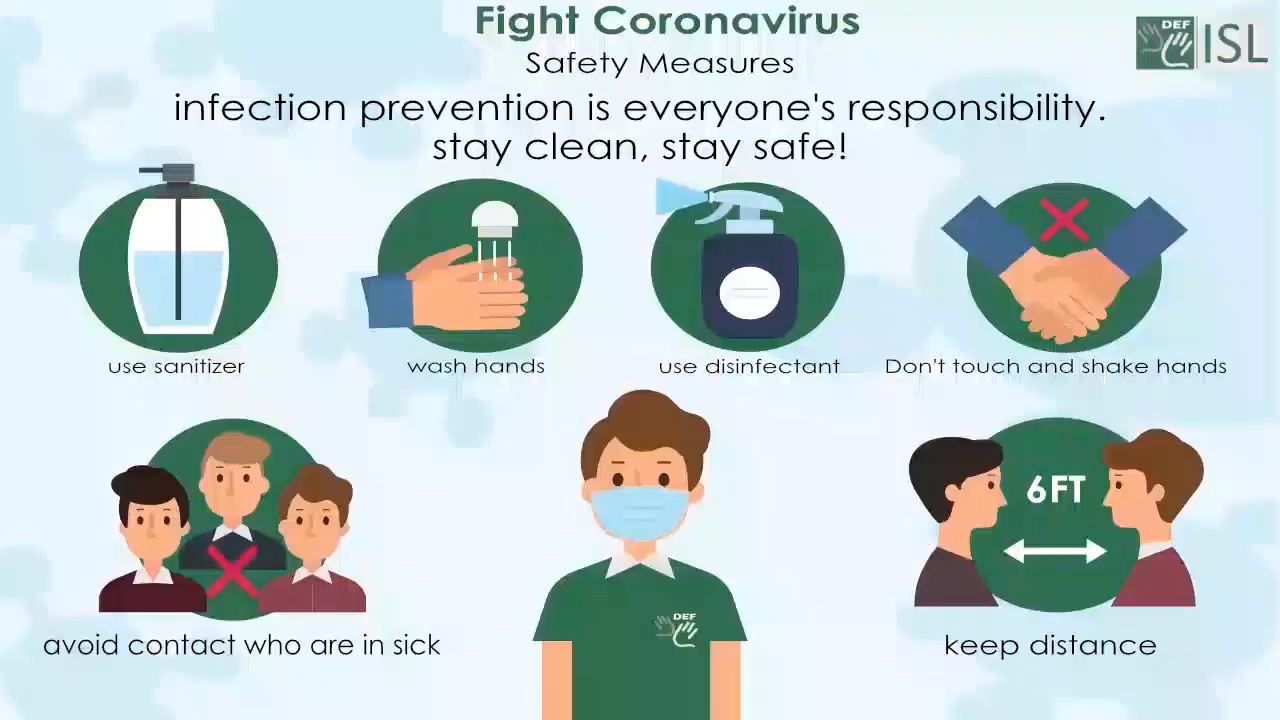 Fight Coronavirus
DEF
ISL
Safety Measures
infection prevention is everyone's responsibility.
stay clean, stay safe!
use sanitizer
wash hands
use disinfectant
Don't touch and shake hands
6FT
DEF
avoid contact who are in sick
keep distance